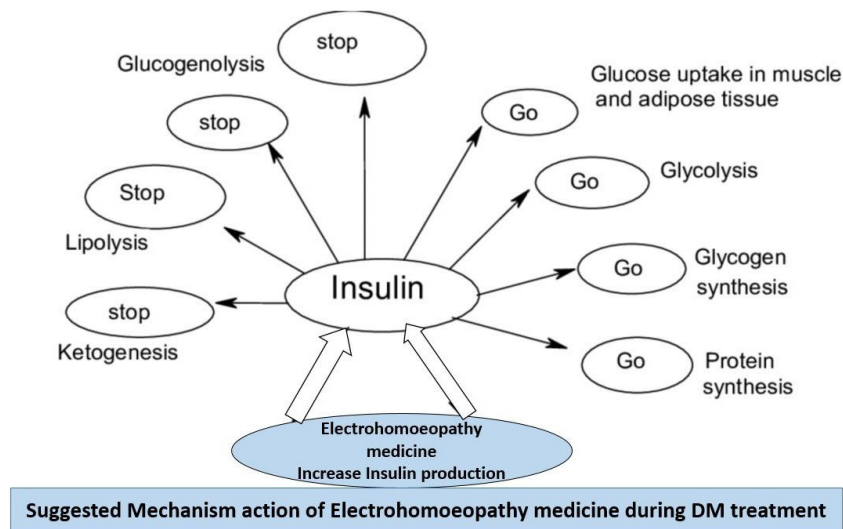 stop
Glucogenolysis
stop
Stop
Lipolysis
stop
Ketogenesis
Insulin
Go
Glucose uptake in muscle
and adipose tissue
Go
Glycolysis
Go
Glycogen
synthesis
Go
Protein
synthesis
Electrohomoeopathy
medicine
Increase Insulin production
Suggested Mechanism action of Electrohomoeopathy medicine during DM treatment